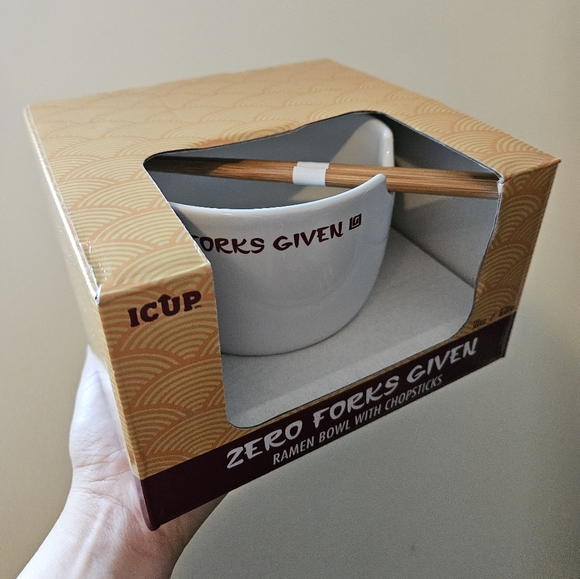 FORKS GIVEN
ICUP
ZERO FORKS GIVEN
RAMEN BOWL WITH CHOPSTICKS